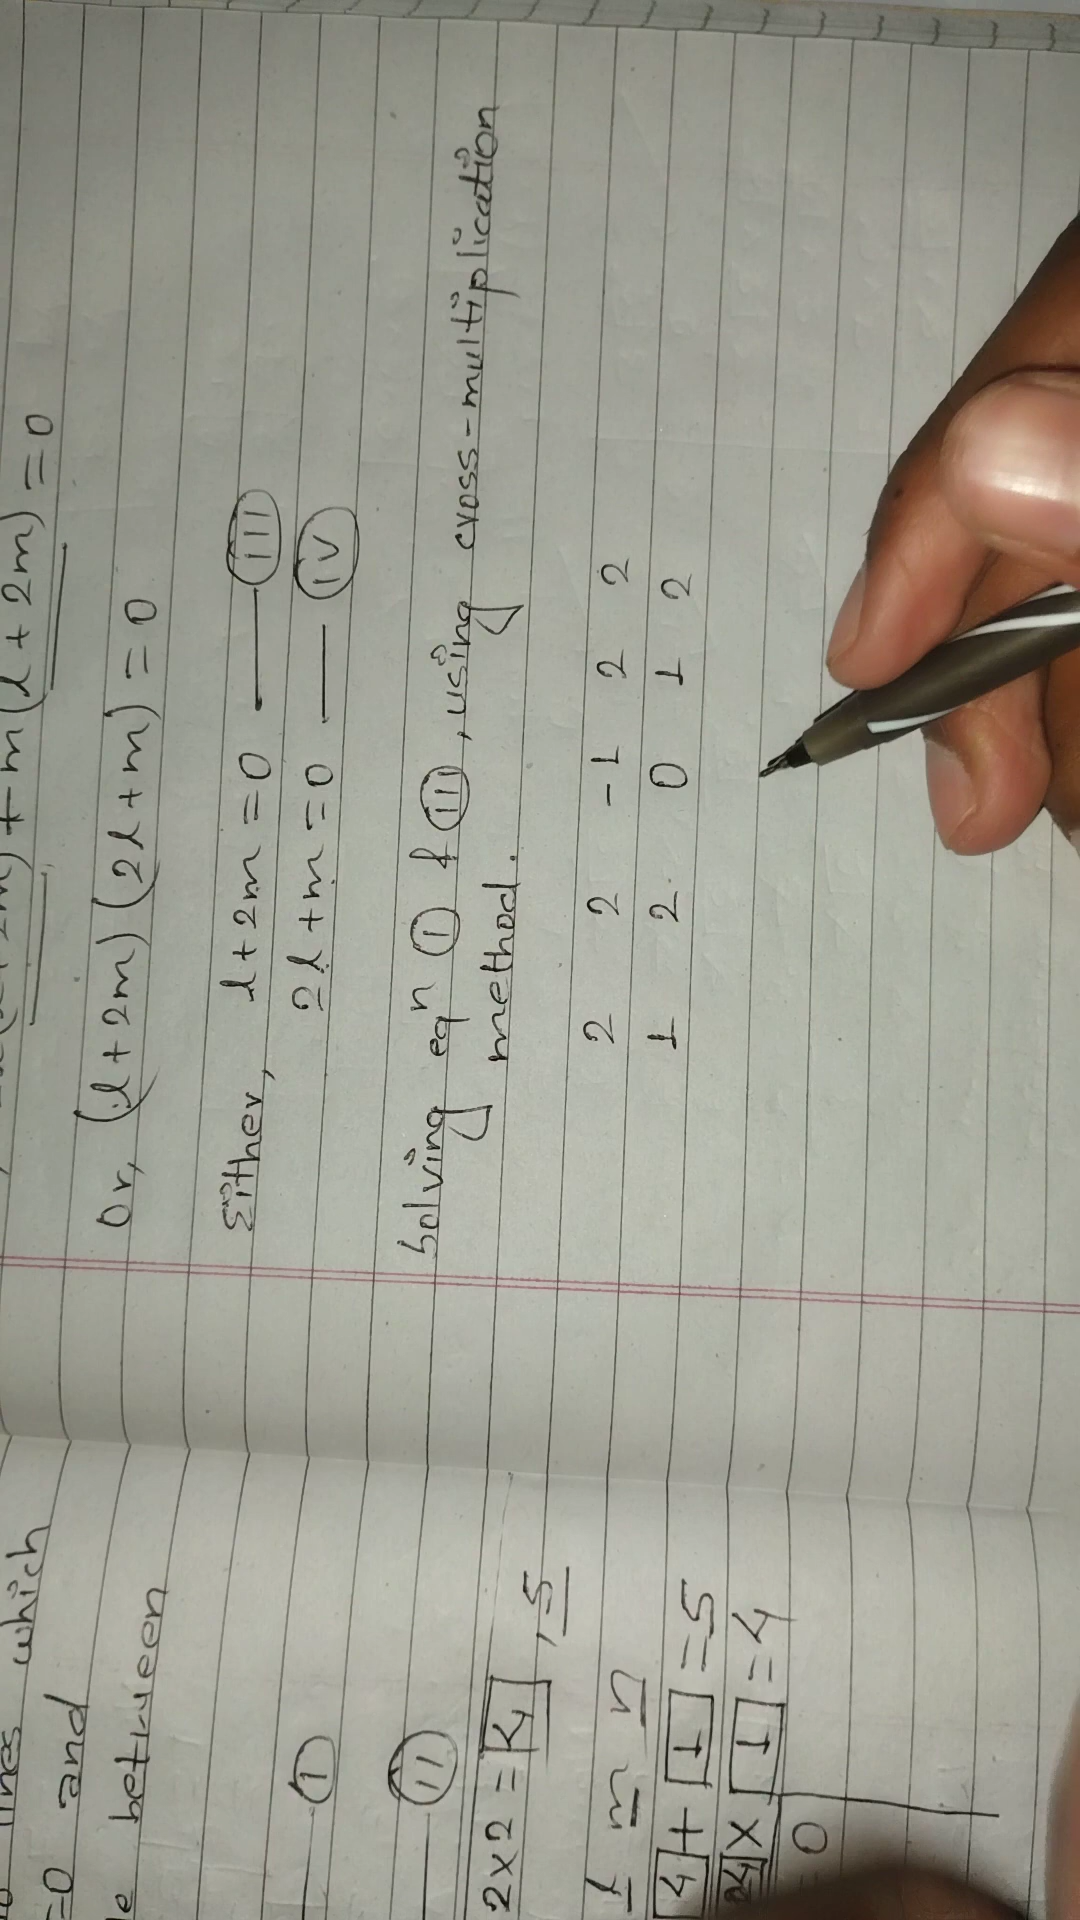 lines which
=0 and
between
I
II
2×2 = 4, 5
l m n
4 + 1 = 5
4 × 1 = 4
= 0
+ m(l+2m) = 0
Or, (l+2m)(2l+m) = 0
Either, l+2m = 0 — III
2l+m = 0 — IV
Solving eqn I & III, using cross-multiplication
method.
2 2 -1 2 2
1 2 0 1 2